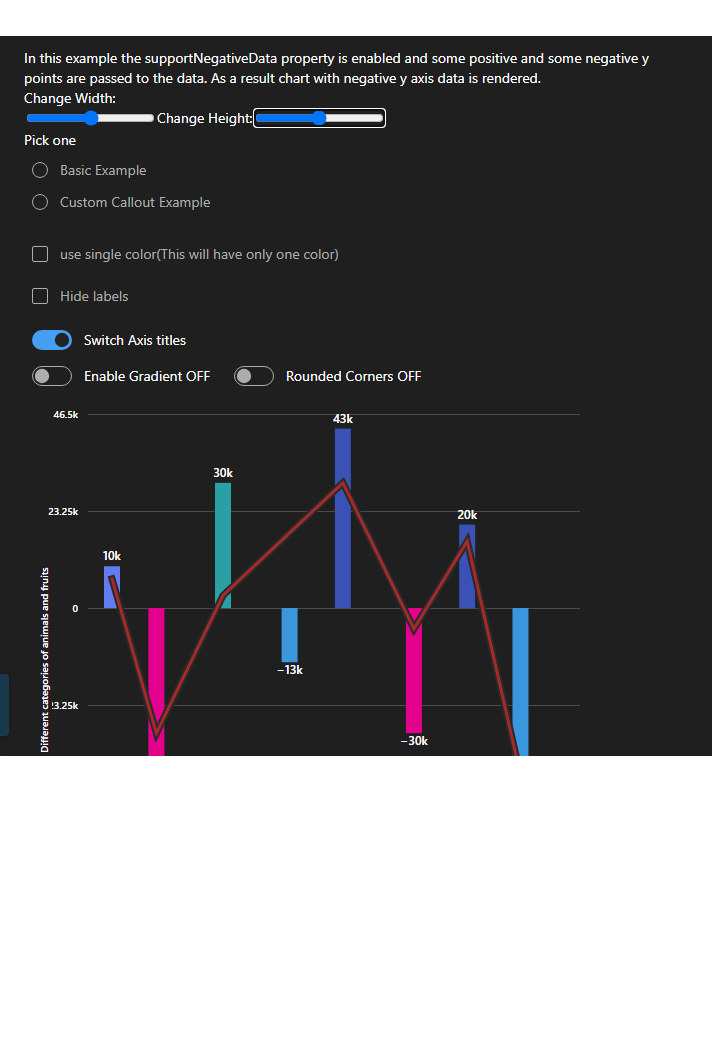 In this example the supportNegativeData property is enabled and some positive and some negative y
points are passed to the data. As a result chart with negative y axis data is rendered.
Change Width:
Change Height:
Pick one
Basic Example
Custom Callout Example
use single color(This will have only one color)
Hide labels
Switch Axis titles
Enable Gradient OFF Rounded Corners OFF
46.5k
43k
30k
23.25k
20k
10k
Different categories of animals and fruits
0
−13k
3.25k
−30k